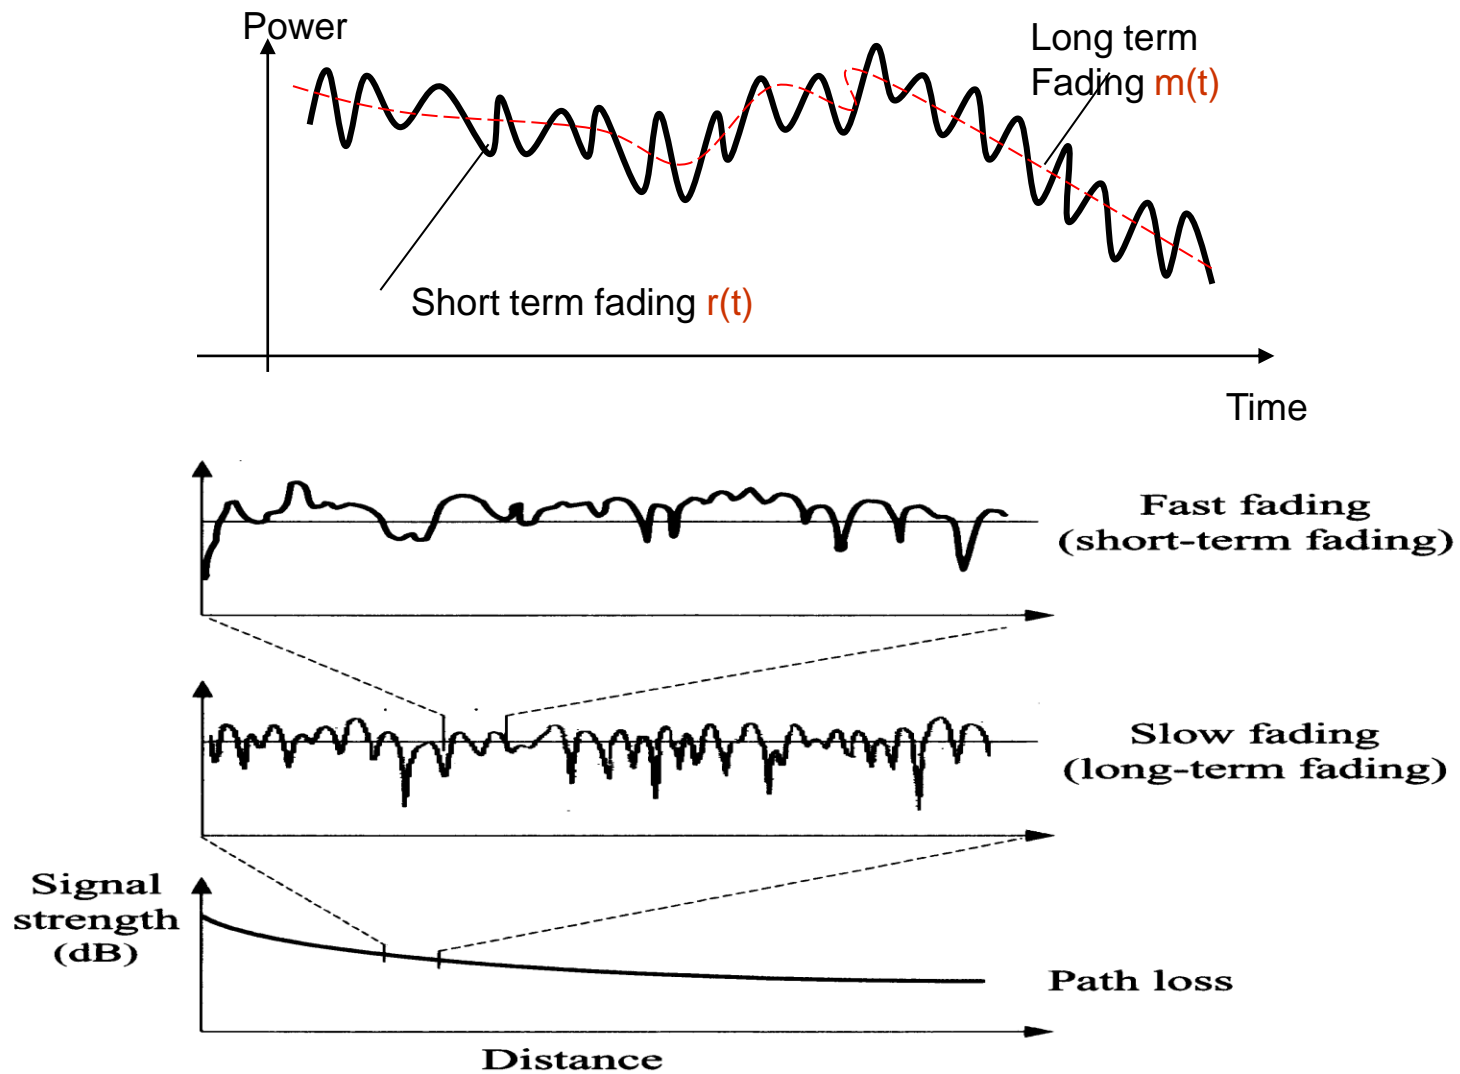 Power
Long term
Fading m(t)
Short term fading r(t)
Time
Fast fading
(short-term fading)
Slow fading
(long-term fading)
Signal
strength
(dB)
Path loss
Distance